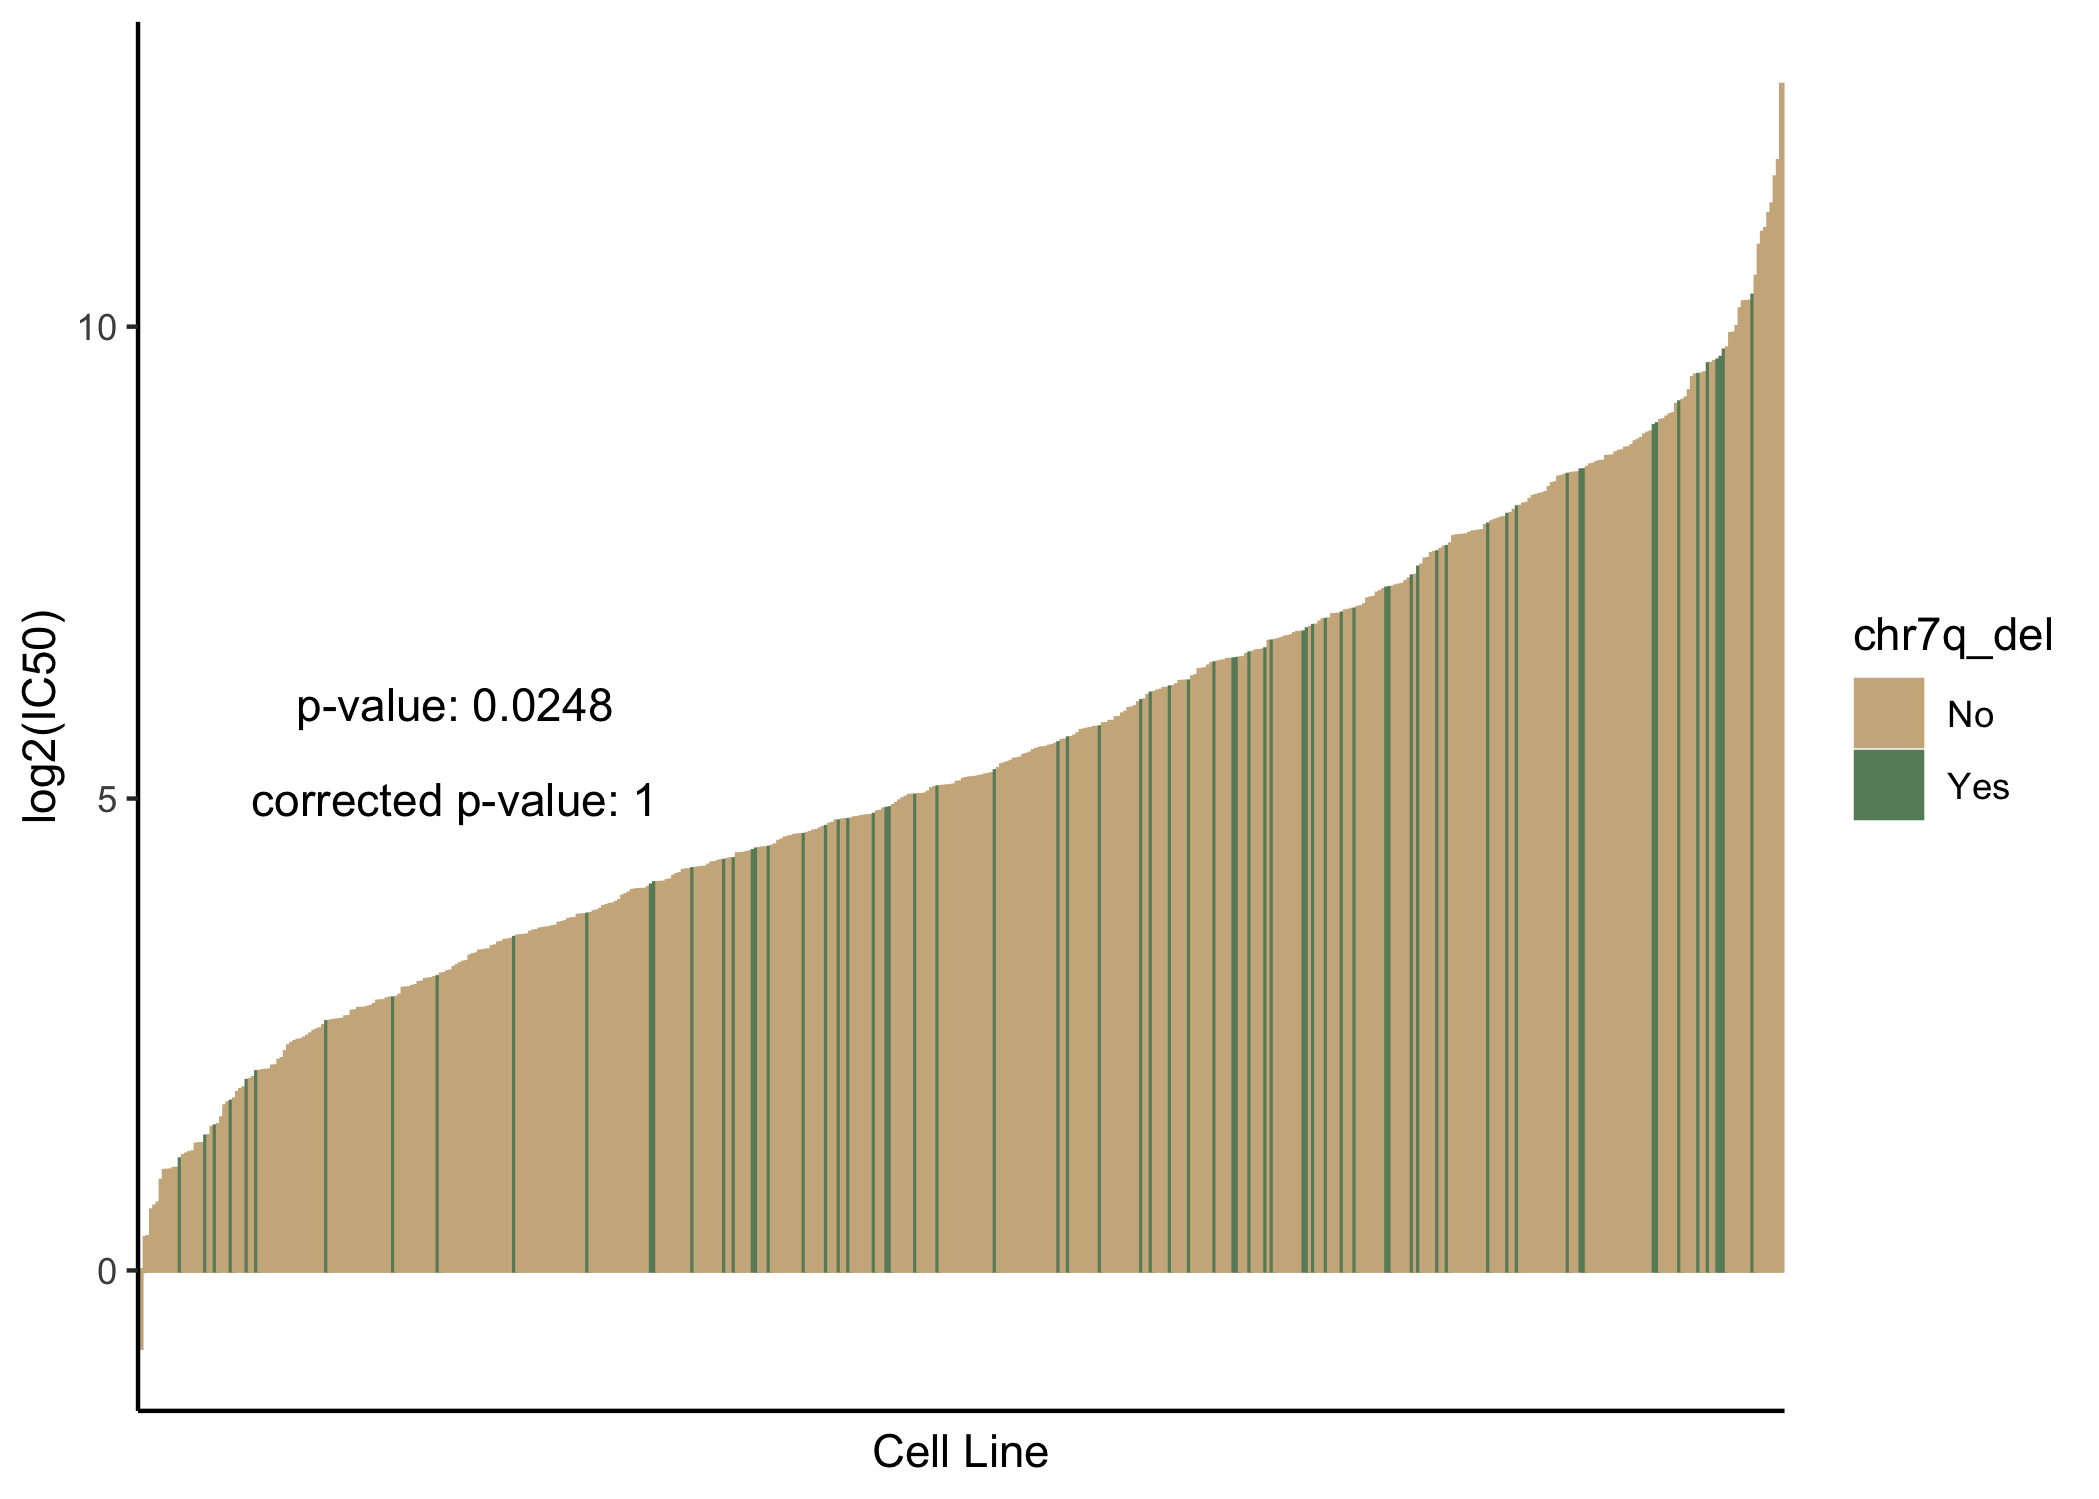 10
5
0
log2(IC50)
p-value: 0.0248
corrected p-value: 1
Cell Line
chr7q_del
No
Yes